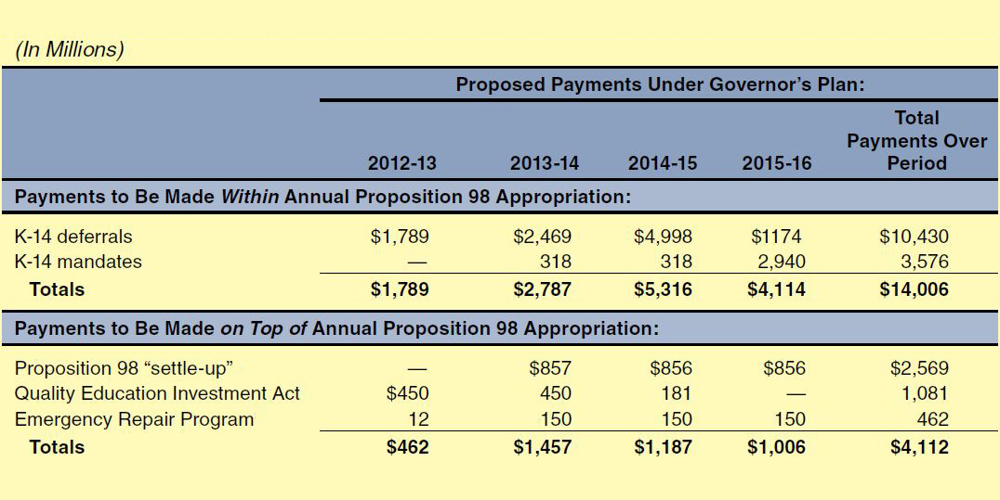 (In Millions)
Proposed Payments Under Governor's Plan:
Total
Payments Over
2012-13 2013-14 2014-15 2015-16 Period
Payments to Be Made Within Annual Proposition 98 Appropriation:
K-14 deferrals $1,789 $2,469 $4,998 $1174 $10,430
K-14 mandates — 318 318 2,940 3,576
Totals $1,789 $2,787 $5,316 $4,114 $14,006
Payments to Be Made on Top of Annual Proposition 98 Appropriation:
Proposition 98 “settle-up” — $857 $856 $856 $2,569
Quality Education Investment Act $450 450 181 — 1,081
Emergency Repair Program 12 150 150 150 462
Totals $462 $1,457 $1,187 $1,006 $4,112